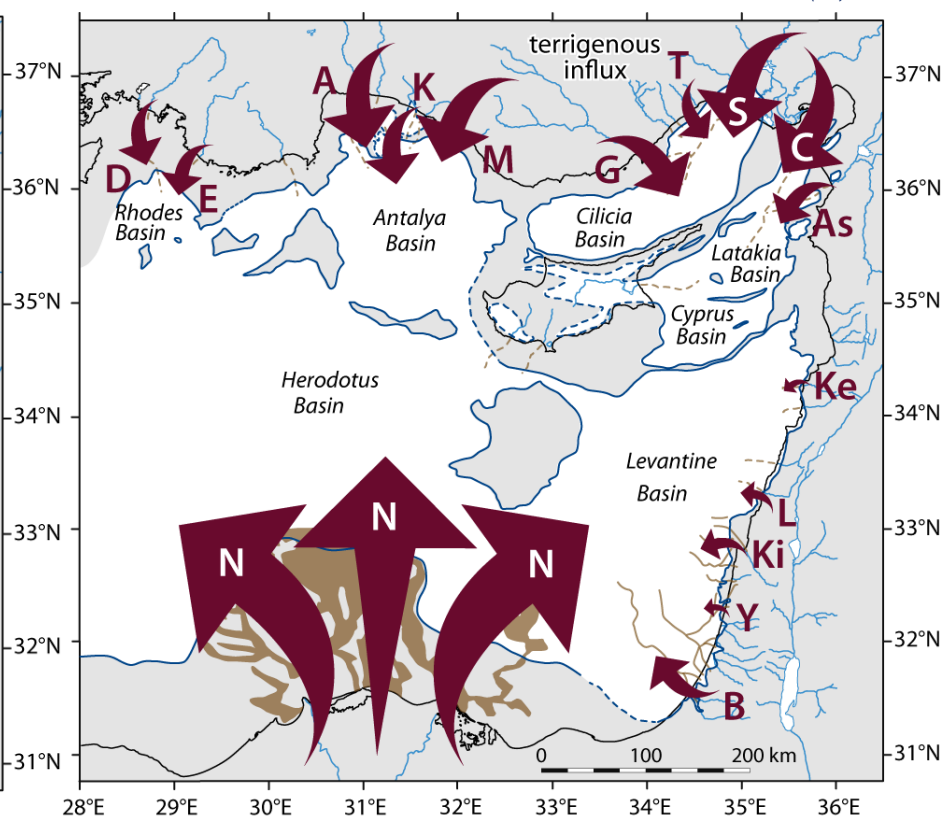 terrigenous
influx
37°N
37°N
A
K
T
S
C
M
G
D
E
As
36°N
36°N
Rhodes
Basin
Antalya
Basin
Cilicia
Basin
Latakia
Basin
35°N
35°N
Cyprus
Basin
Herodotus
Basin
Ke
34°N
34°N
Levantine
Basin
N
N
N
L
Ki
33°N
33°N
Y
32°N
32°N
B
0 100 200 km
31°N
31°N
28°E 29°E 30°E 31°E 32°E 33°E 34°E 35°E 36°E